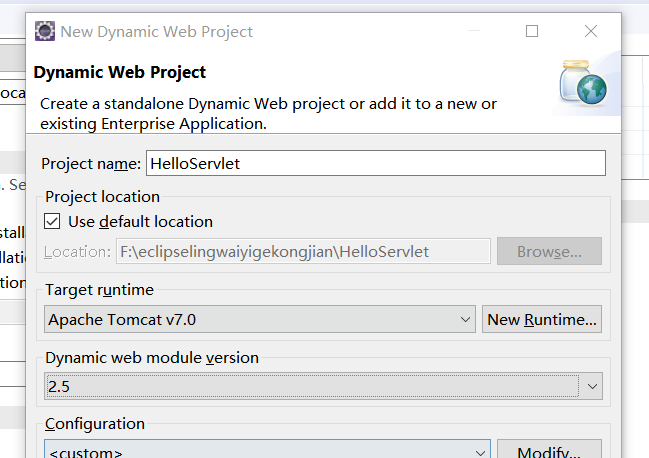 New Dynamic Web Project
Dynamic Web Project
Create a standalone Dynamic Web project or add it to a new or
existing Enterprise Application.
Project name: HelloServlet
Project location
Use default location
Location: F:\eclipselingwaiyigekongjian\HelloServlet Browse...
Target runtime
Apache Tomcat v7.0 New Runtime...
Dynamic web module version
2.5
Configuration
<custom> Modify...
oca
. Se
nstalla
llatio
tion